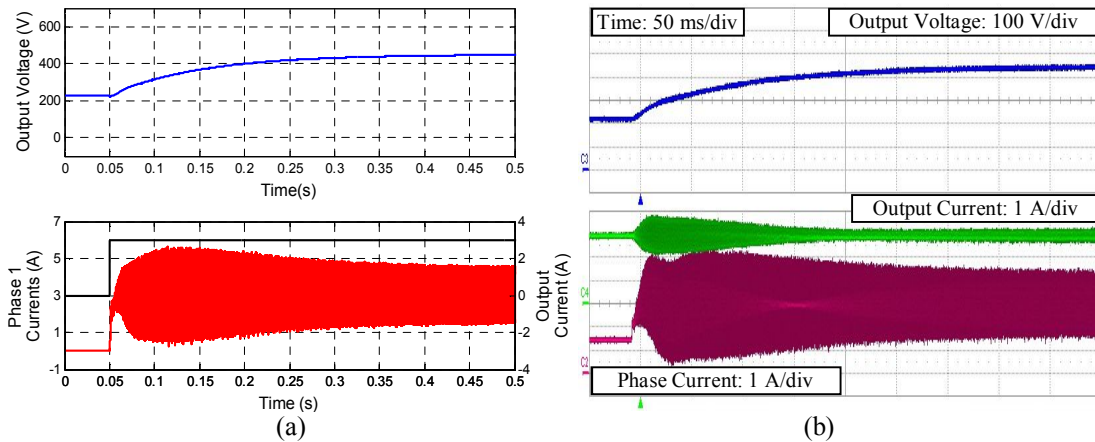 Output Voltage (V)
600
400
200
0
0 0.05 0.1 0.15 0.2 0.25 0.3 0.35 0.4 0.45 0.5
Time(s)
Phase 1
Currents (A)
7
5
3
1
-1
4
2
0
-2
-4
Output
Current (A)
0 0.05 0.1 0.15 0.2 0.25 0.3 0.35 0.4 0.45 0.5
Time (s)
(a)
Time: 50 ms/div
Output Voltage: 100 V/div
C3
Output Current: 1 A/div
C4
C2
Phase Current: 1 A/div
(b)